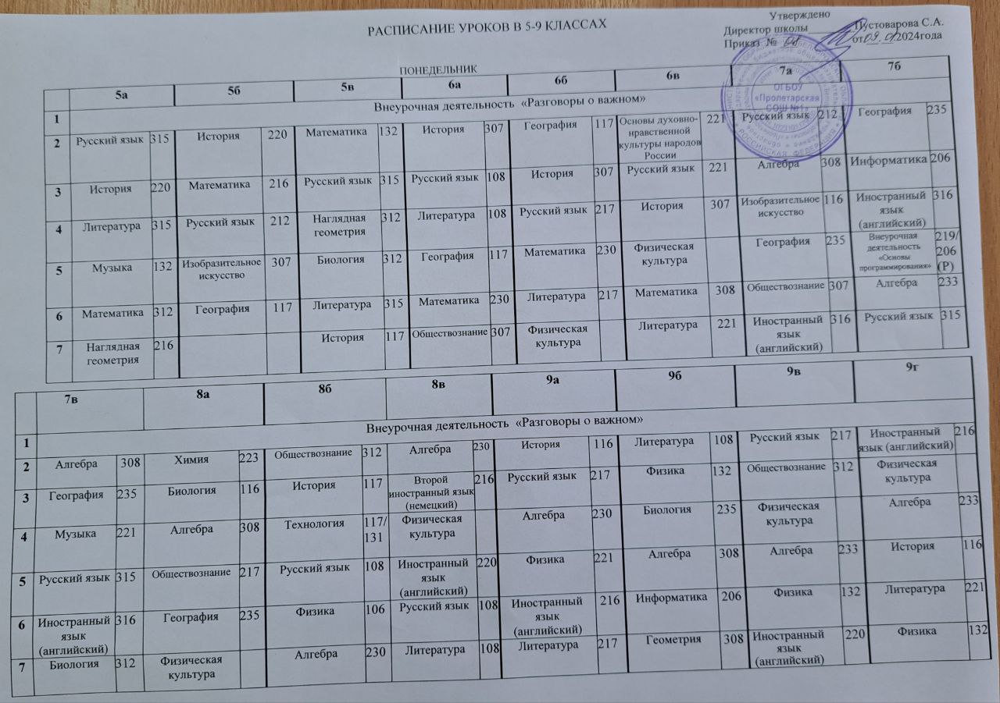 РАСПИСАНИЕ УРОКОВ В 5-9 КЛАССАХ
Утверждено
Директор школы Пустоварова С.А.
Приказ № 08 от 09.01 2024года
ОГБОУ
«Пролетарская
СОШ №1»
РОССИЙСКАЯ ФЕДЕРАЦИЯ
ПОНЕДЕЛЬНИК
5а 5б 5в 6а 6б 6в 7а 7б
1 Внеурочная деятельность «Разговоры о важном»
2 Русский язык 315 История 220 Математика 132 История 307 География 117 Основы духовно-нравственной культуры народов России 221 Русский язык 212 География 235
3 История 220 Математика 216 Русский язык 315 Русский язык 108 История 307 Русский язык 221 Алгебра 308 Информатика 206
4 Литература 315 Русский язык 212 Наглядная геометрия 312 Литература 108 Русский язык 217 История 307 Изобразительное искусство 116 Иностранный язык (английский) 316
5 Музыка 132 Изобразительное искусство 307 Биология 312 География 117 Математика 230 Физическая культура География 235 Внеурочная деятельность «Основы программирования» 219/206 (Р)
6 Математика 312 География 117 Литература 315 Математика 230 Литература 217 Математика 308 Обществознание 307 Алгебра 233
7 Наглядная геометрия 216 История 117 Обществознание 307 Физическая культура Литература 221 Иностранный язык (английский) 316 Русский язык 315
7в 8а 8б 8в 9а 9б 9в 9г
1 Внеурочная деятельность «Разговоры о важном»
2 Алгебра 308 Химия 223 Обществознание 312 Алгебра 230 История 116 Литература 108 Русский язык 217 Иностранный язык (английский) 216
3 География 235 Биология 116 История 117 Второй иностранный язык (немецкий) 216 Русский язык 217 Физика 132 Обществознание 312 Физическая культура
4 Музыка 221 Алгебра 308 Технология 117/131 Физическая культура Алгебра 230 Биология 235 Физическая культура Алгебра 233
5 Русский язык 315 Обществознание 217 Русский язык 108 Иностранный язык (английский) 220 Физика 221 Алгебра 308 Алгебра 233 История 116
6 Иностранный язык (английский) 316 География 235 Физика 106 Русский язык 108 Иностранный язык (английский) 216 Информатика 206 Физика 132 Литература 221
7 Биология 312 Физическая культура Алгебра 230 Литература 108 Литература 217 Геометрия 308 Иностранный язык (английский) 220 Физика 132